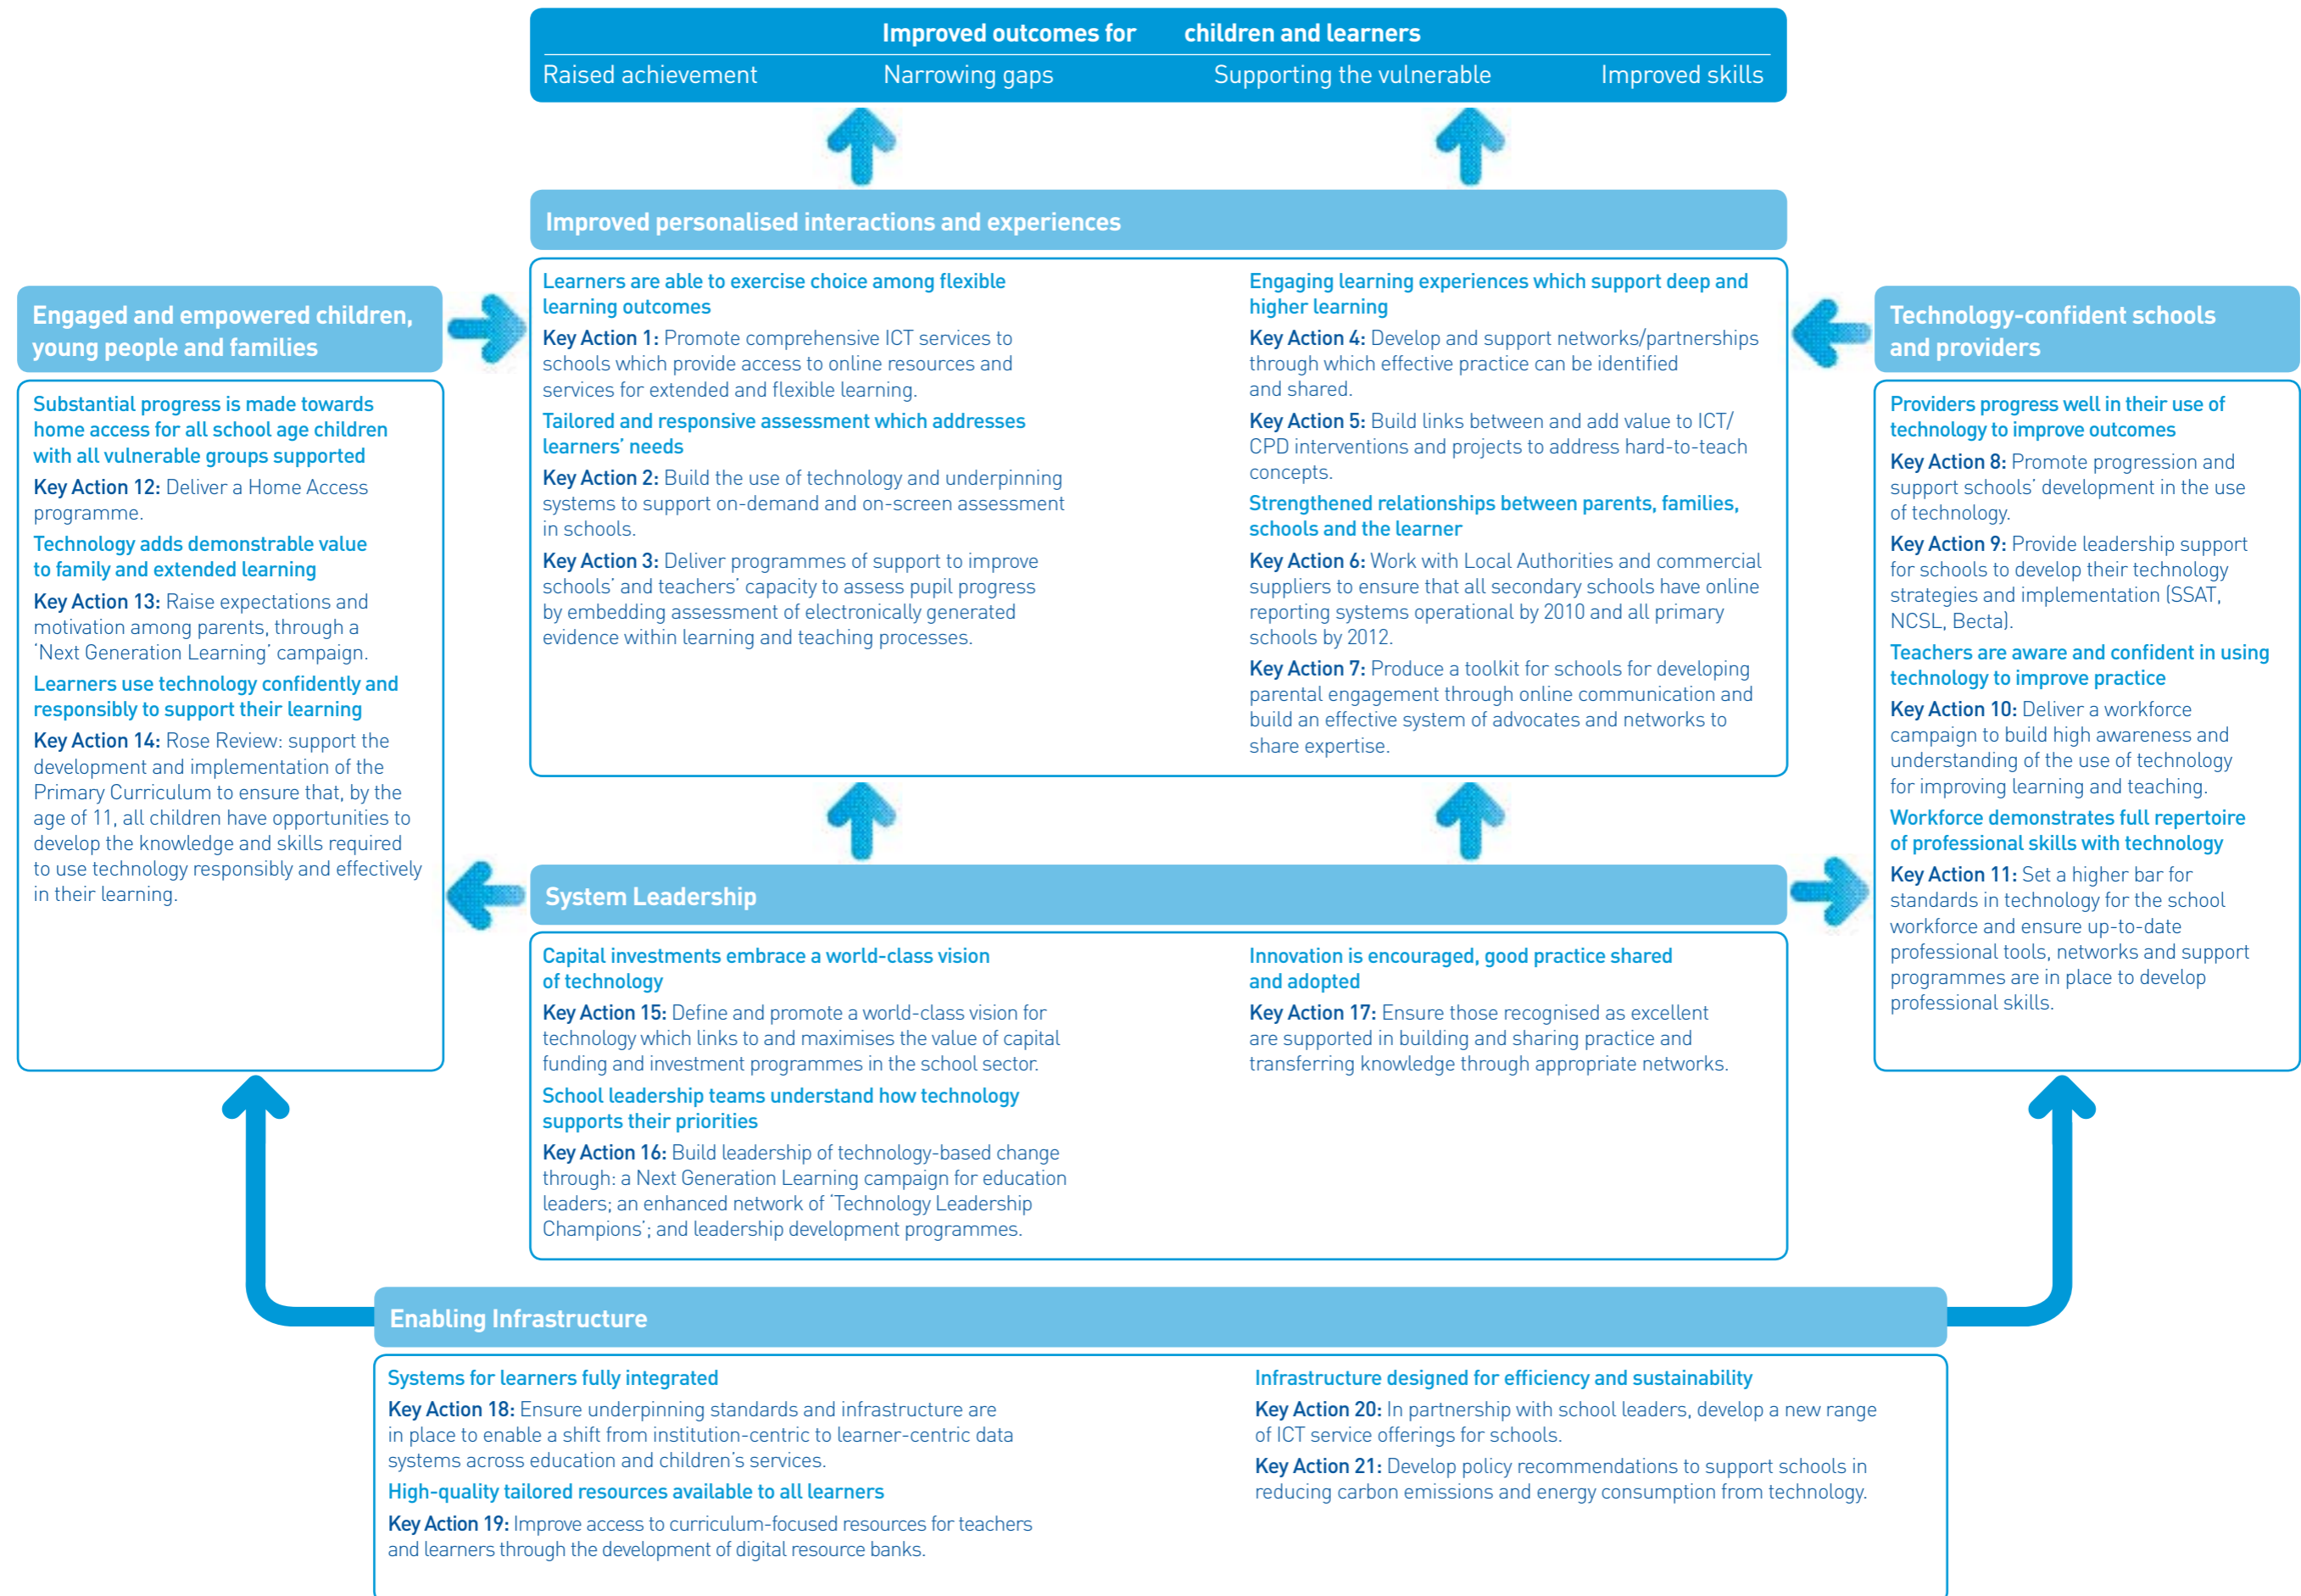 Improved outcomes for children and learners
Raised achievement Narrowing gaps Supporting the vulnerable Improved skills
Improved personalised interactions and experiences
Learners are able to exercise choice among flexible
learning outcomes
Key Action 1: Promote comprehensive ICT services to
schools which provide access to online resources and
services for extended and flexible learning.
Tailored and responsive assessment which addresses
learners’ needs
Key Action 2: Build the use of technology and underpinning
systems to support on-demand and on-screen assessment
in schools.
Key Action 3: Deliver programmes of support to improve
schools’ and teachers’ capacity to assess pupil progress
by embedding assessment of electronically generated
evidence within learning and teaching processes.
Engaging learning experiences which support deep and
higher learning
Key Action 4: Develop and support networks/partnerships
through which effective practice can be identified
and shared.
Key Action 5: Build links between and add value to ICT/
CPD interventions and projects to address hard-to-teach
concepts.
Strengthened relationships between parents, families,
schools and the learner
Key Action 6: Work with Local Authorities and commercial
suppliers to ensure that all secondary schools have online
reporting systems operational by 2010 and all primary
schools by 2012.
Key Action 7: Produce a toolkit for schools for developing
parental engagement through online communication and
build an effective system of advocates and networks to
share expertise.
Engaged and empowered children,
young people and families
Substantial progress is made towards
home access for all school age children
with all vulnerable groups supported
Key Action 12: Deliver a Home Access
programme.
Technology adds demonstrable value
to family and extended learning
Key Action 13: Raise expectations and
motivation among parents, through a
‘Next Generation Learning’ campaign.
Learners use technology confidently and
responsibly to support their learning
Key Action 14: Rose Review: support the
development and implementation of the
Primary Curriculum to ensure that, by the
age of 11, all children have opportunities to
develop the knowledge and skills required
to use technology responsibly and effectively
in their learning.
Technology-confident schools
and providers
Providers progress well in their use of
technology to improve outcomes
Key Action 8: Promote progression and
support schools’ development in the use
of technology.
Key Action 9: Provide leadership support
for schools to develop their technology
strategies and implementation (SSAT,
NCSL, Becta).
Teachers are aware and confident in using
technology to improve practice
Key Action 10: Deliver a workforce
campaign to build high awareness and
understanding of the use of technology
for improving learning and teaching.
Workforce demonstrates full repertoire
of professional skills with technology
Key Action 11: Set a higher bar for
standards in technology for the school
workforce and ensure up-to-date
professional tools, networks and support
programmes are in place to develop
professional skills.
System Leadership
Capital investments embrace a world-class vision
of technology
Key Action 15: Define and promote a world-class vision for
technology which links to and maximises the value of capital
funding and investment programmes in the school sector.
School leadership teams understand how technology
supports their priorities
Key Action 16: Build leadership of technology-based change
through: a Next Generation Learning campaign for education
leaders; an enhanced network of ‘Technology Leadership
Champions’; and leadership development programmes.
Innovation is encouraged, good practice shared
and adopted
Key Action 17: Ensure those recognised as excellent
are supported in building and sharing practice and
transferring knowledge through appropriate networks.
Enabling Infrastructure
Systems for learners fully integrated
Key Action 18: Ensure underpinning standards and infrastructure are
in place to enable a shift from institution-centric to learner-centric data
systems across education and children’s services.
High-quality tailored resources available to all learners
Key Action 19: Improve access to curriculum-focused resources for teachers
and learners through the development of digital resource banks.
Infrastructure designed for efficiency and sustainability
Key Action 20: In partnership with school leaders, develop a new range
of ICT service offerings for schools.
Key Action 21: Develop policy recommendations to support schools in
reducing carbon emissions and energy consumption from technology.